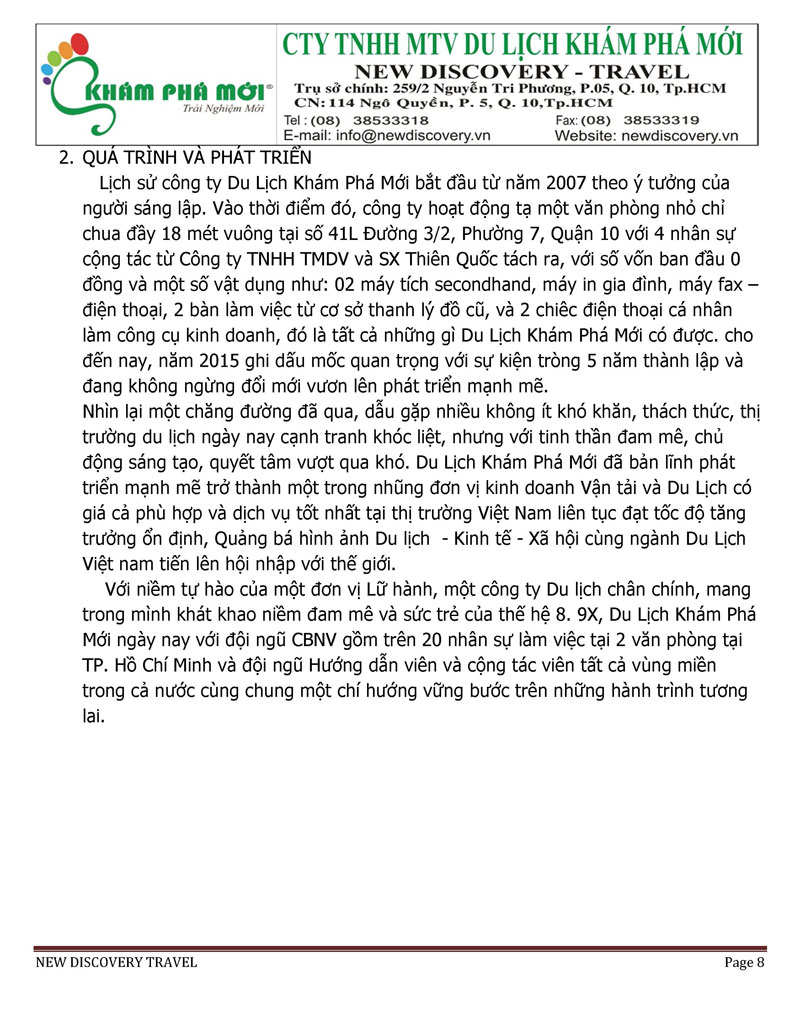 KHÁM PHÁ MỚI®
Trải Nghiệm Mới
CTY TNHH MTV DU LỊCH KHÁM PHÁ MỚI
NEW DISCOVERY - TRAVEL
Trụ sở chính: 259/2 Nguyễn Tri Phương, P.05, Q. 10, Tp.HCM
CN: 114 Ngô Quyền, P. 5, Q. 10,Tp.HCM
Tel : (08) 38533318 Fax: (08) 38533319
E-mail: info@newdiscovery.vn Website: newdiscovery.vn
2. QUÁ TRÌNH VÀ PHÁT TRIỂN
Lịch sử công ty Du Lịch Khám Phá Mới bắt đầu từ năm 2007 theo ý tưởng của
người sáng lập. Vào thời điểm đó, công ty hoạt động tạ một văn phòng nhỏ chỉ
chua đầy 18 mét vuông tại số 41L Đường 3/2, Phường 7, Quận 10 với 4 nhân sự
cộng tác từ Công ty TNHH TMDV và SX Thiên Quốc tách ra, với số vốn ban đầu 0
đồng và một số vật dụng như: 02 máy tích secondhand, máy in gia đình, máy fax –
điện thoại, 2 bàn làm việc từ cơ sở thanh lý đồ cũ, và 2 chiêc điện thoại cá nhân
làm công cụ kinh doanh, đó là tất cả những gì Du Lịch Khám Phá Mới có được. cho
đến nay, năm 2015 ghi dấu mốc quan trọng với sự kiện tròng 5 năm thành lập và
đang không ngừng đổi mới vươn lên phát triển mạnh mẽ.
Nhìn lại một chăng đường đã qua, dẫu gặp nhiều không ít khó khăn, thách thức, thị
trường du lịch ngày nay cạnh tranh khóc liệt, nhưng với tinh thần đam mê, chủ
động sáng tạo, quyết tâm vượt qua khó. Du Lịch Khám Phá Mới đã bản lĩnh phát
triển mạnh mẽ trở thành một trong nhũng đơn vị kinh doanh Vận tải và Du Lịch có
giá cả phù hợp và dịch vụ tốt nhất tại thị trường Việt Nam liên tục đạt tốc độ tăng
trưởng ổn định, Quảng bá hình ảnh Du lịch - Kinh tế - Xã hội cùng ngành Du Lịch
Việt nam tiến lên hội nhập với thế giới.
Với niềm tự hào của một đơn vị Lữ hành, một công ty Du lịch chân chính, mang
trong mình khát khao niềm đam mê và sức trẻ của thế hệ 8. 9X, Du Lịch Khám Phá
Mới ngày nay với đội ngũ CBNV gồm trên 20 nhân sự làm việc tại 2 văn phòng tại
TP. Hồ Chí Minh và đội ngũ Hướng dẫn viên và cộng tác viên tất cả vùng miền
trong cả nước cùng chung một chí hướng vững bước trên những hành trình tương
lai.
NEW DISCOVERY TRAVEL Page 8